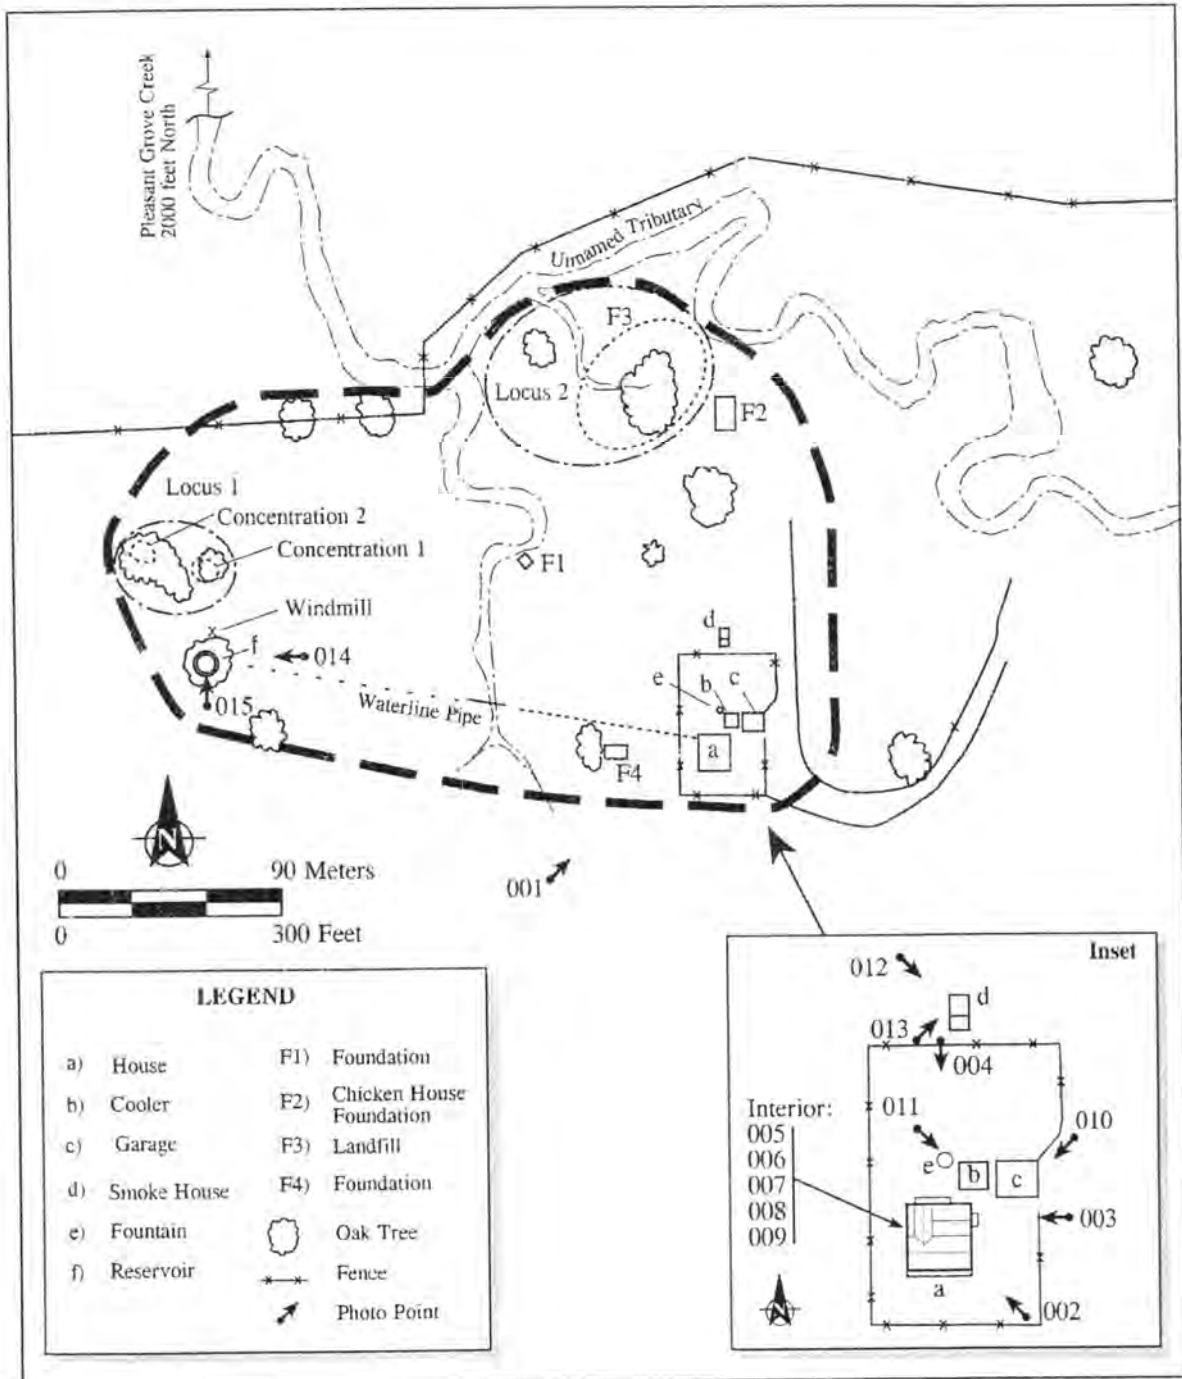 Pleasant Grove Creek
2000 feet North
Unnamed Tributary
F3
Locus 2
F2
Locus 1
Concentration 2
Concentration 1
F1
Windmill
f
014
d
015
e
b
c
Waterline Pipe
a
F4
N
0 90 Meters
0 300 Feet
001
LEGEND
a) House
b) Cooler
c) Garage
d) Smoke House
e) Fountain
f) Reservoir
F1) Foundation
F2) Chicken House
Foundation
F3) Landfill
F4) Foundation
Oak Tree
Fence
Photo Point
Inset
012
d
013
004
Interior:
005
006
007
008
009
011
010
e
b
c
003
a
002
N